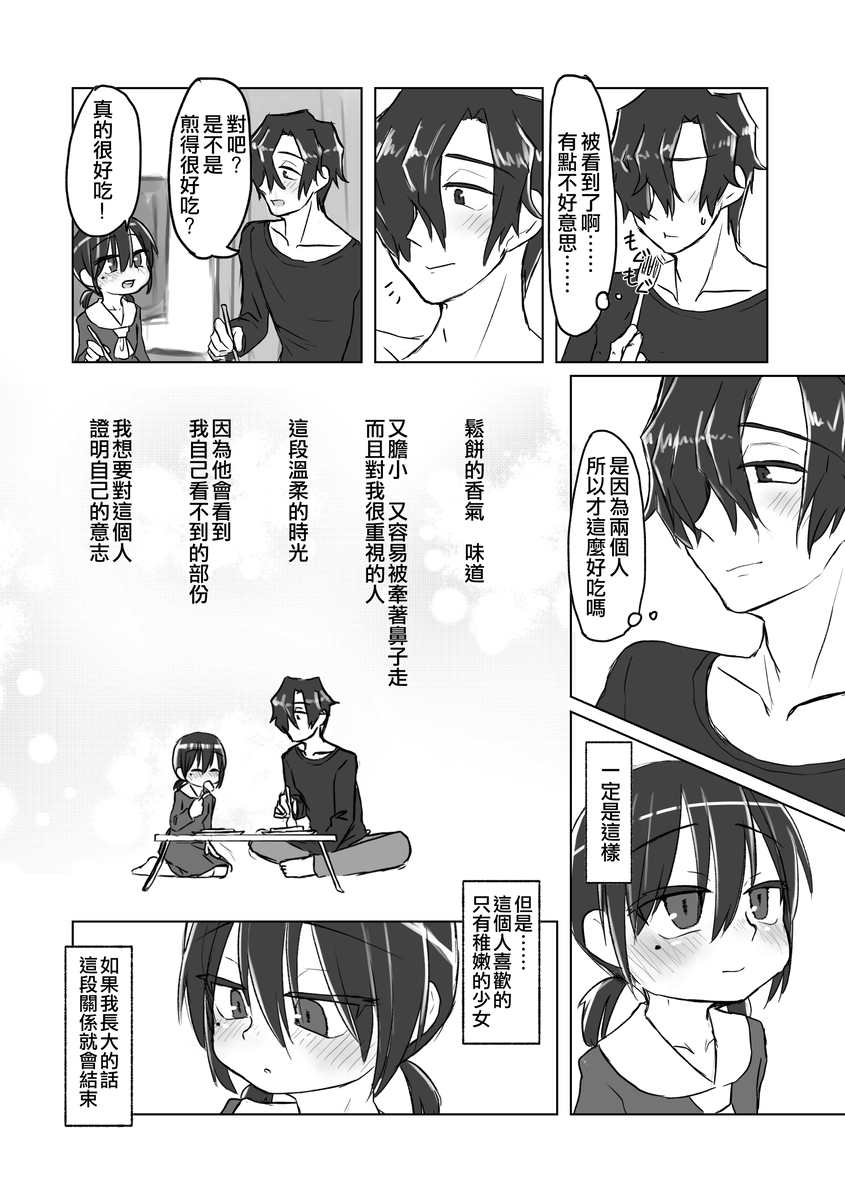 被看到了啊……
有點不好意思……
もぐ
もぐ
對吧？
是不是
煎得很好吃？
真的很好吃！
是因為兩個人
所以才這麼好吃嗎
一定是這樣
鬆餅的香氣　味道
又膽小　又容易被牽著鼻子走
而且對我很重視的人
這段溫柔的時光
因為他會看到
我自己看不到的部份
我想要對這個人
證明自己的意志
但是……
這個人喜歡的
只有稚嫩的少女
如果我長大的話
這段關係就會結束